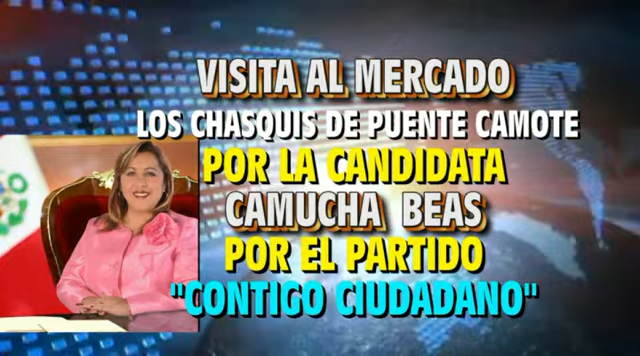 VISITA AL MERCADO
LOS CHASQUIS DE PUENTE CAMOTE
POR LA CANDIDATA
CAMUCHA BEAS
POR EL PARTIDO
"CONTIGO CIUDADANO"